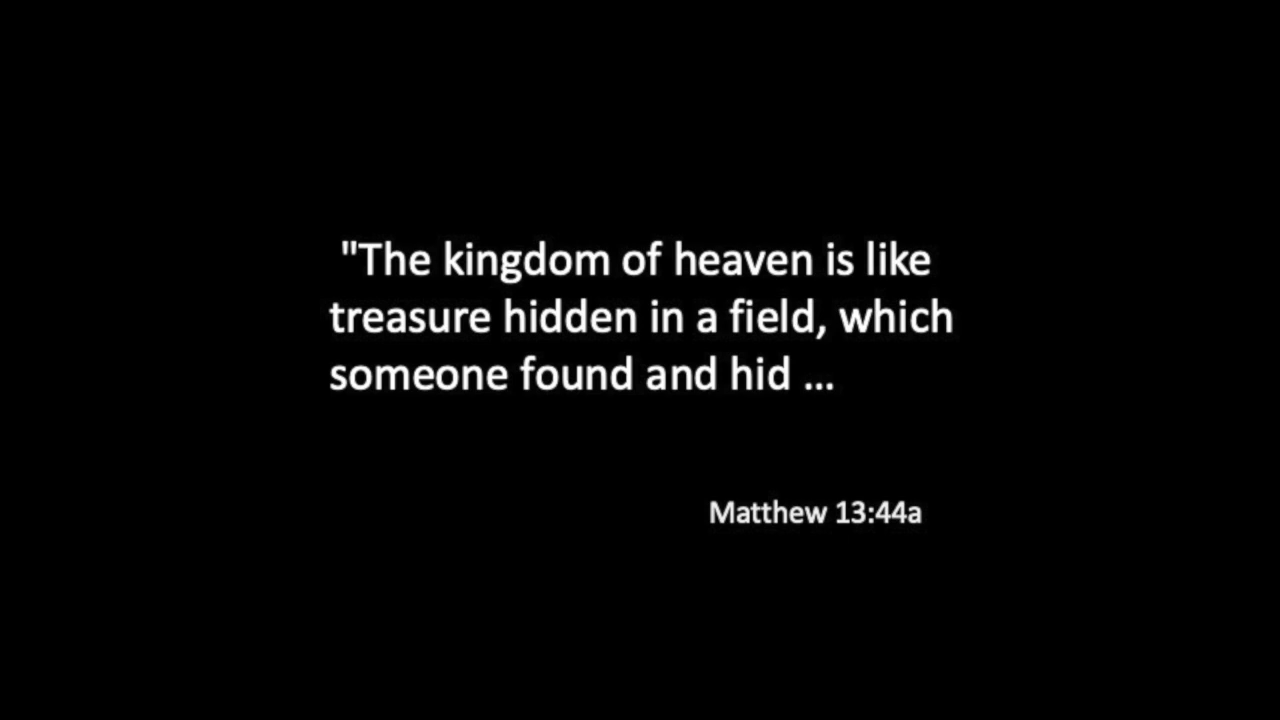 "The kingdom of heaven is like
treasure hidden in a field, which
someone found and hid ...
Matthew 13:44a